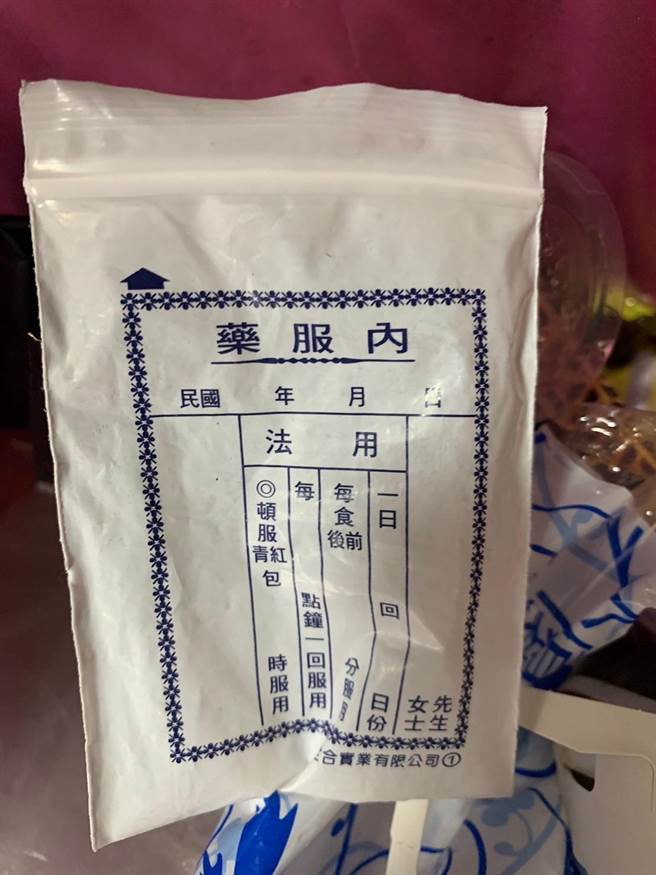 內服藥
民國 年 月 日
用法
先生
女士
一日 回 日份
每食前後 分服用
每 點鐘一回服用
◎頓服紅青包 時服用
合實業有限公司①